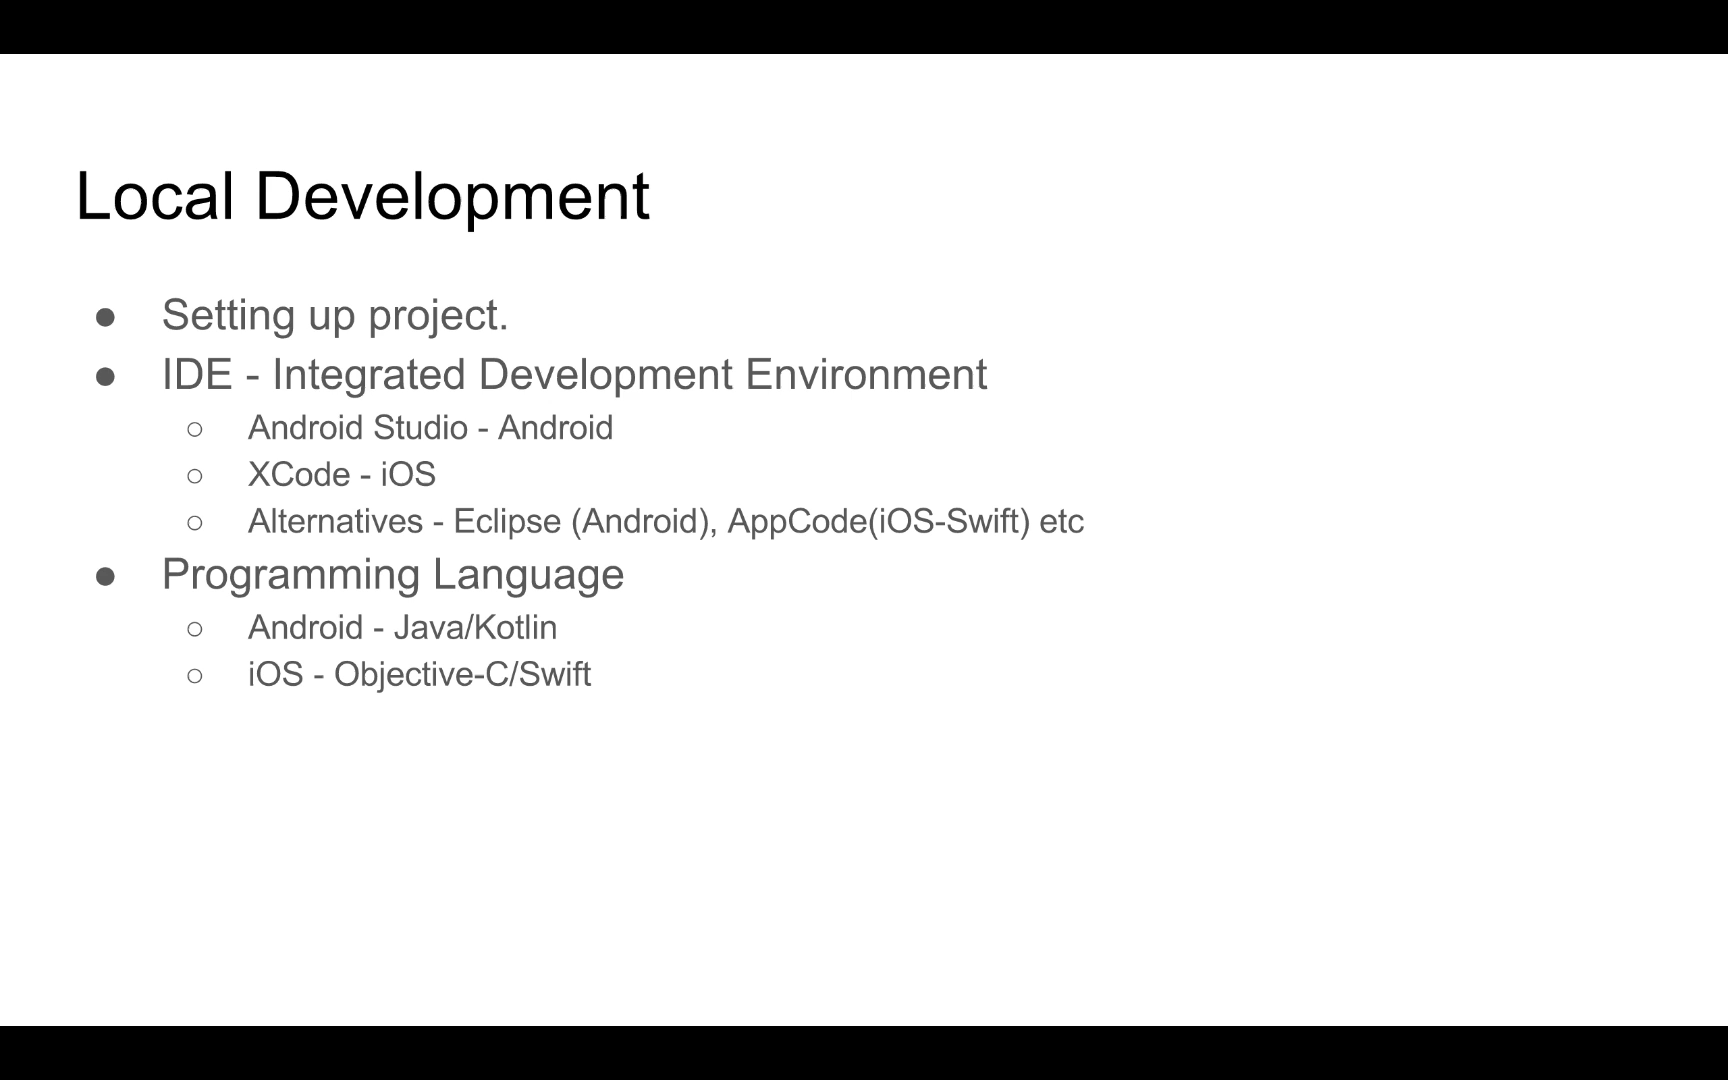 Local Development
● Setting up project.
● IDE - Integrated Development Environment
○ Android Studio - Android
○ XCode - iOS
○ Alternatives - Eclipse (Android), AppCode(iOS-Swift) etc
● Programming Language
○ Android - Java/Kotlin
○ iOS - Objective-C/Swift